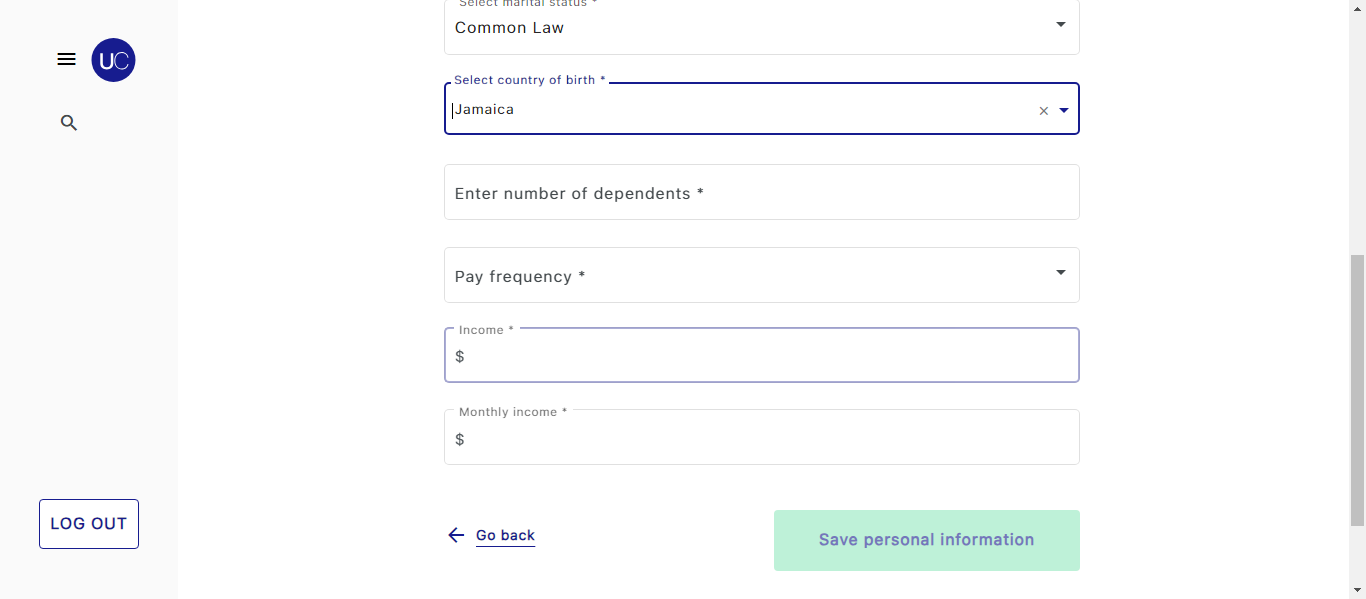 Select marital status *
Common Law
UC
Select country of birth *
Jamaica
Enter number of dependents *
Pay frequency *
Income *
$
Monthly income *
$
LOG OUT
Go back
Save personal information